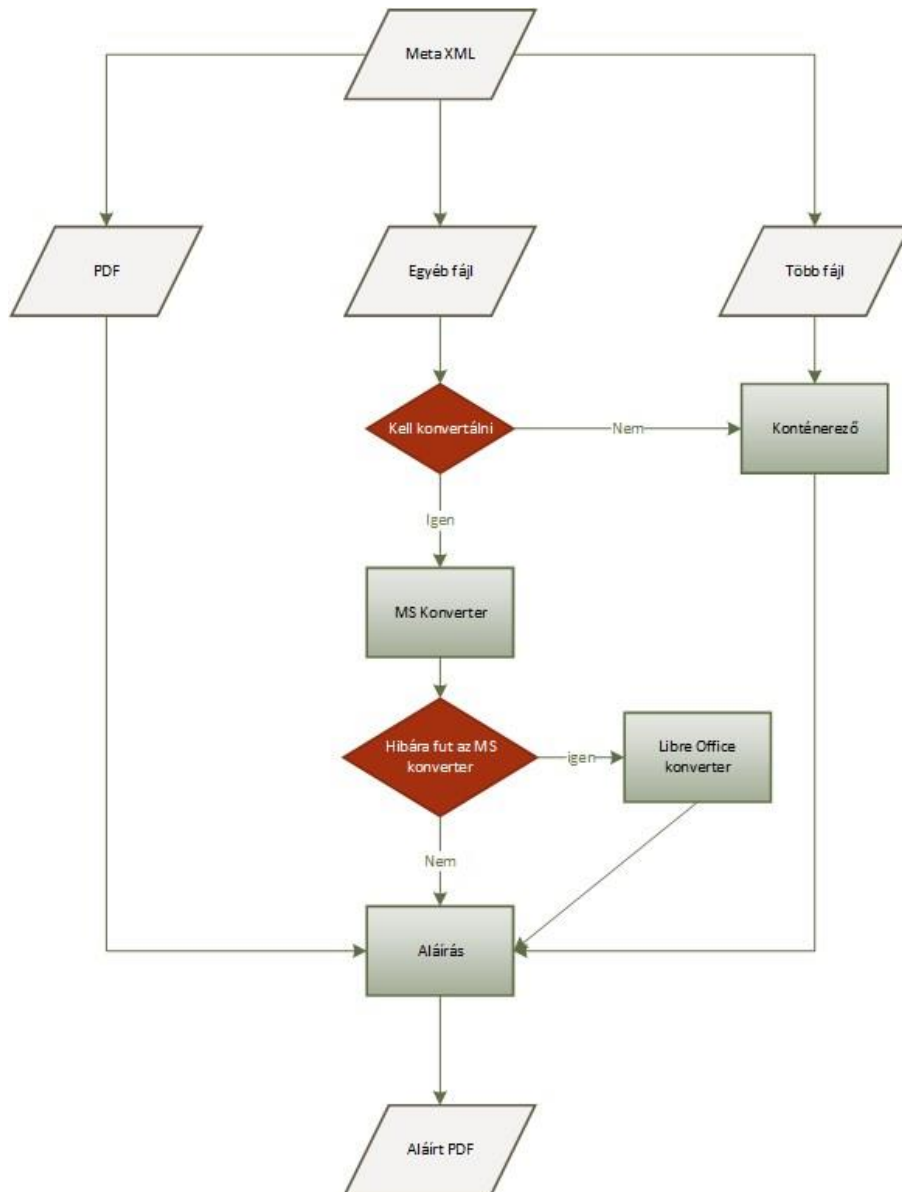 Meta XML
PDF
Egyéb fájl
Több fájl
Kell konvertálni
Nem
Konténerező
Igen
MS Konverter
Hibára fut az MS
konverter
igen
Libre Office
konverter
Nem
Aláírás
Aláírt PDF